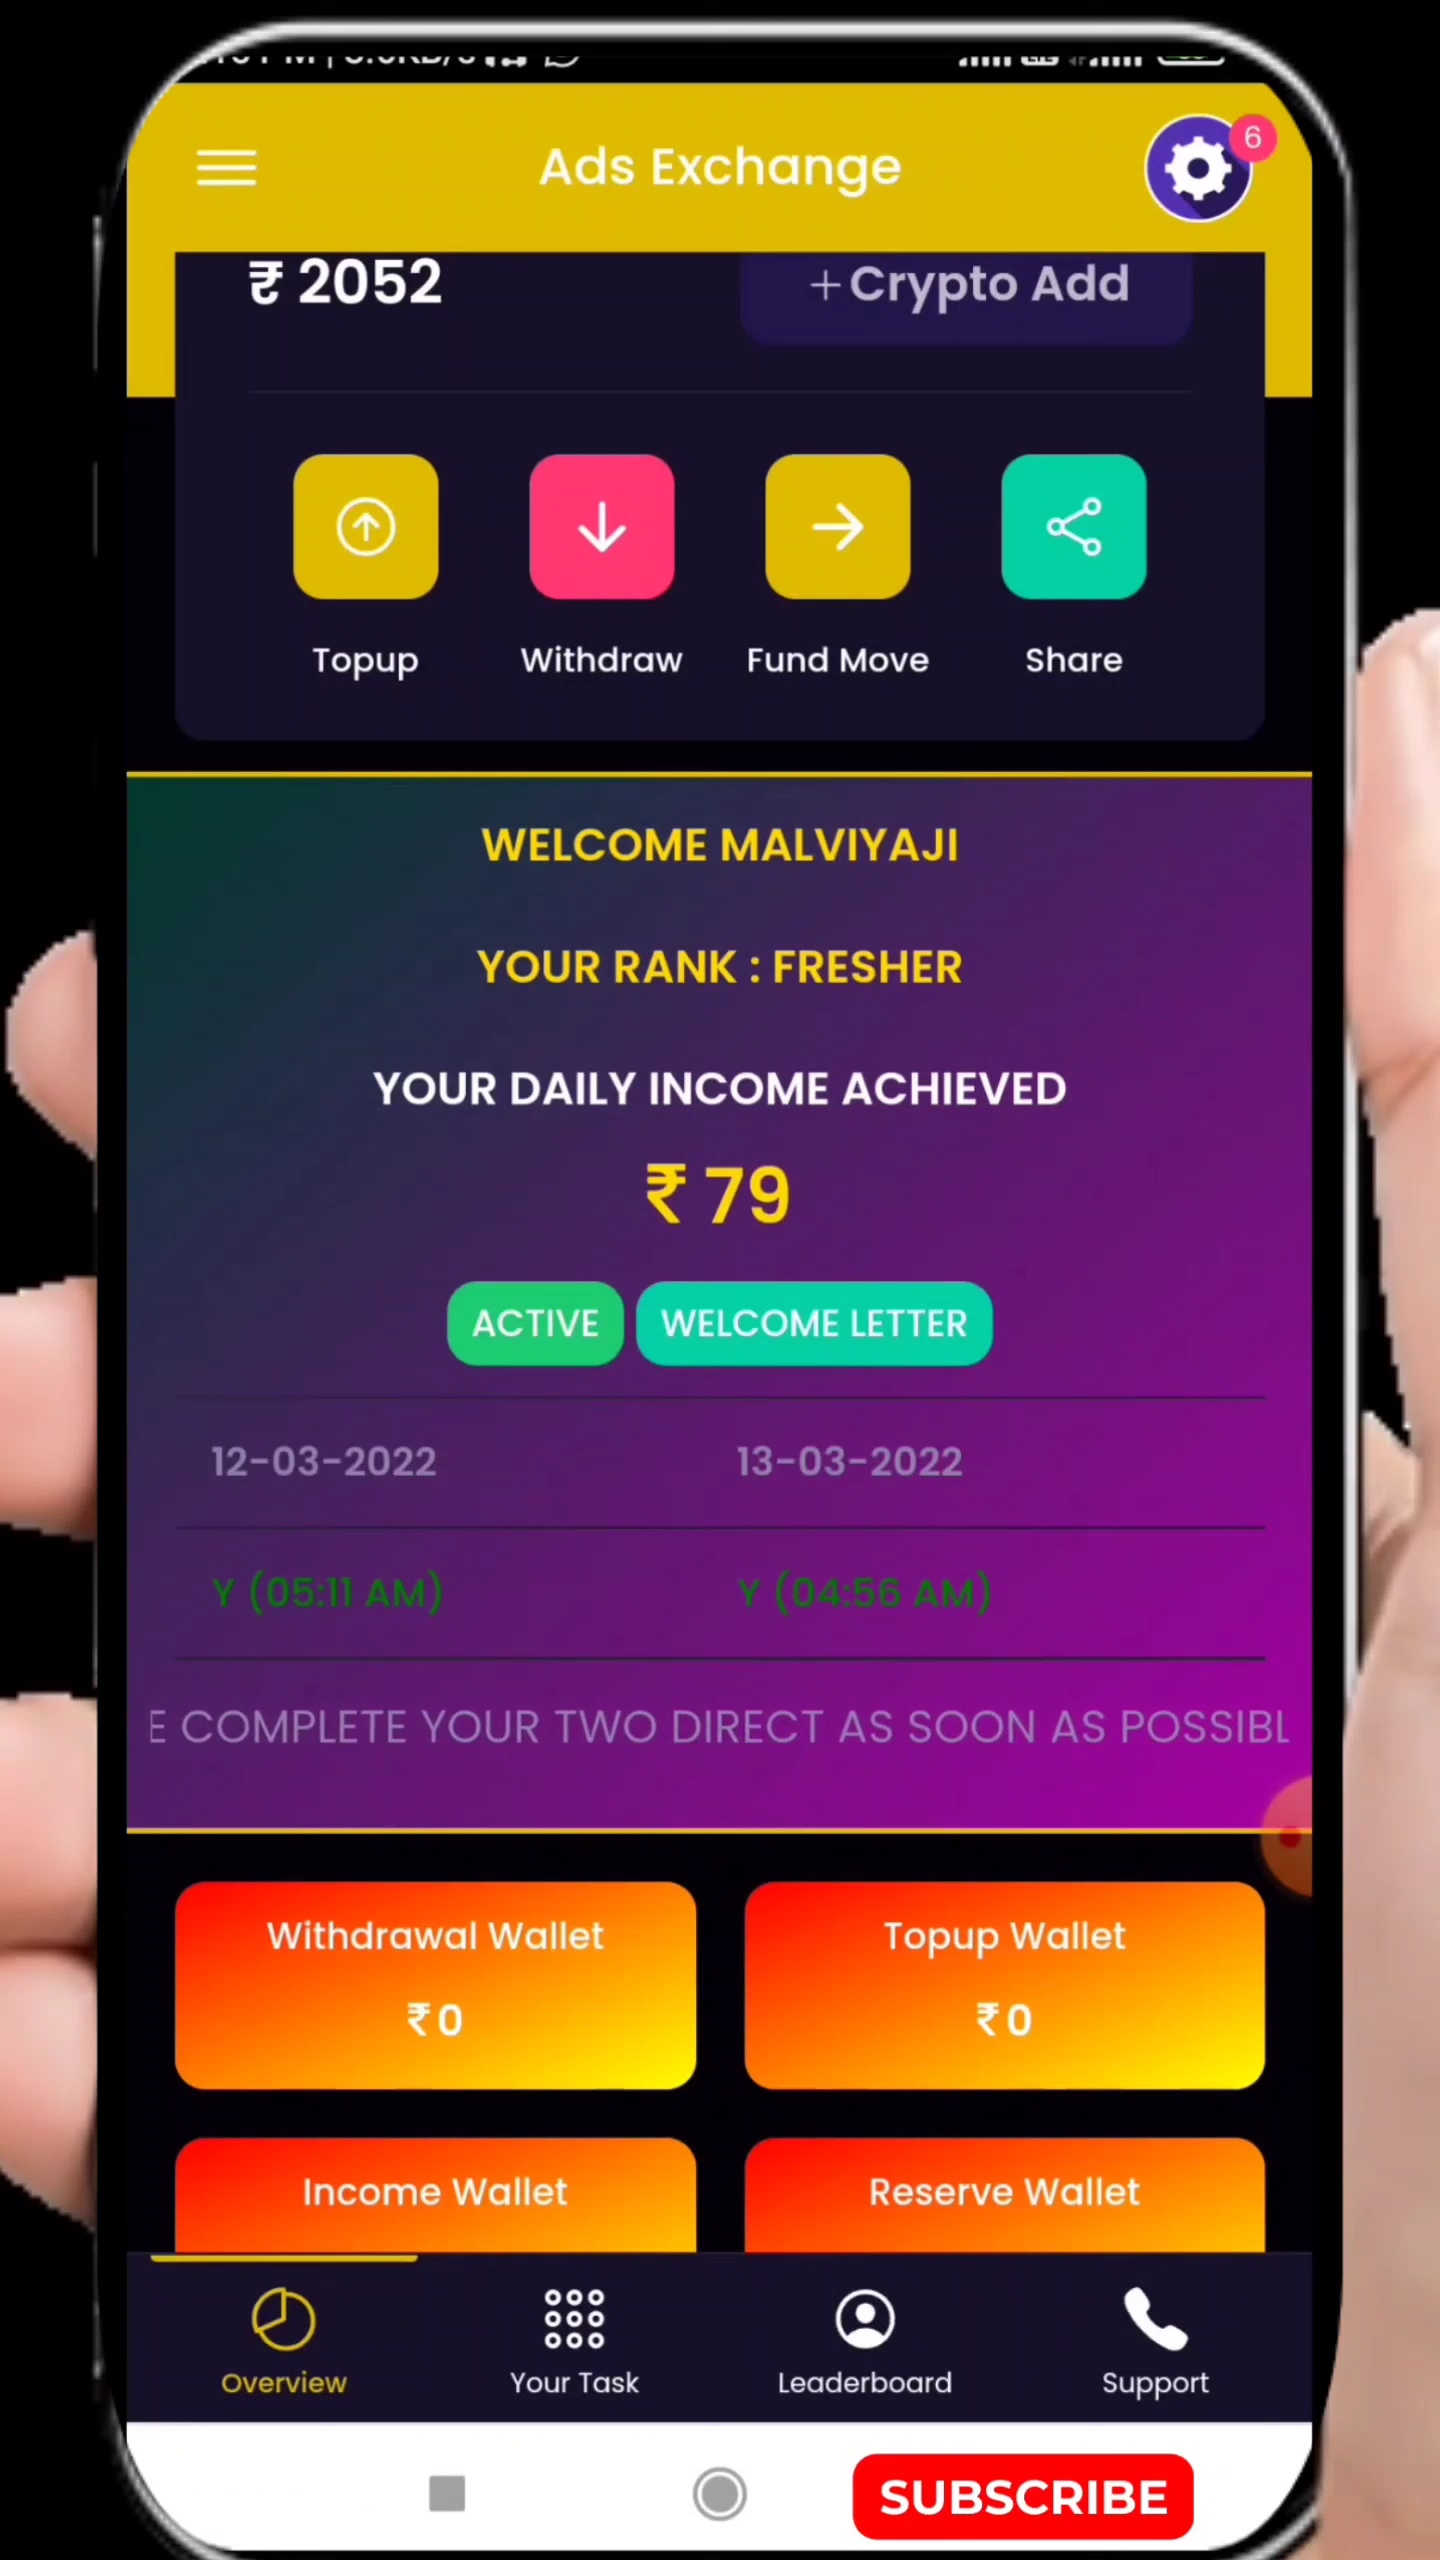 Ads Exchange
6
₹ 2052
+Crypto Add
Topup
Withdraw
Fund Move
Share
WELCOME MALVIYAJI
YOUR RANK : FRESHER
YOUR DAILY INCOME ACHIEVED
₹ 79
ACTIVE
WELCOME LETTER
12-03-2022
13-03-2022
Y (05:11 AM)
Y (04:56 AM)
E COMPLETE YOUR TWO DIRECT AS SOON AS POSSIBL
Withdrawal Wallet
Topup Wallet
₹ 0
₹ 0
Income Wallet
Reserve Wallet
Overview
Your Task
Leaderboard
Support
SUBSCRIBE